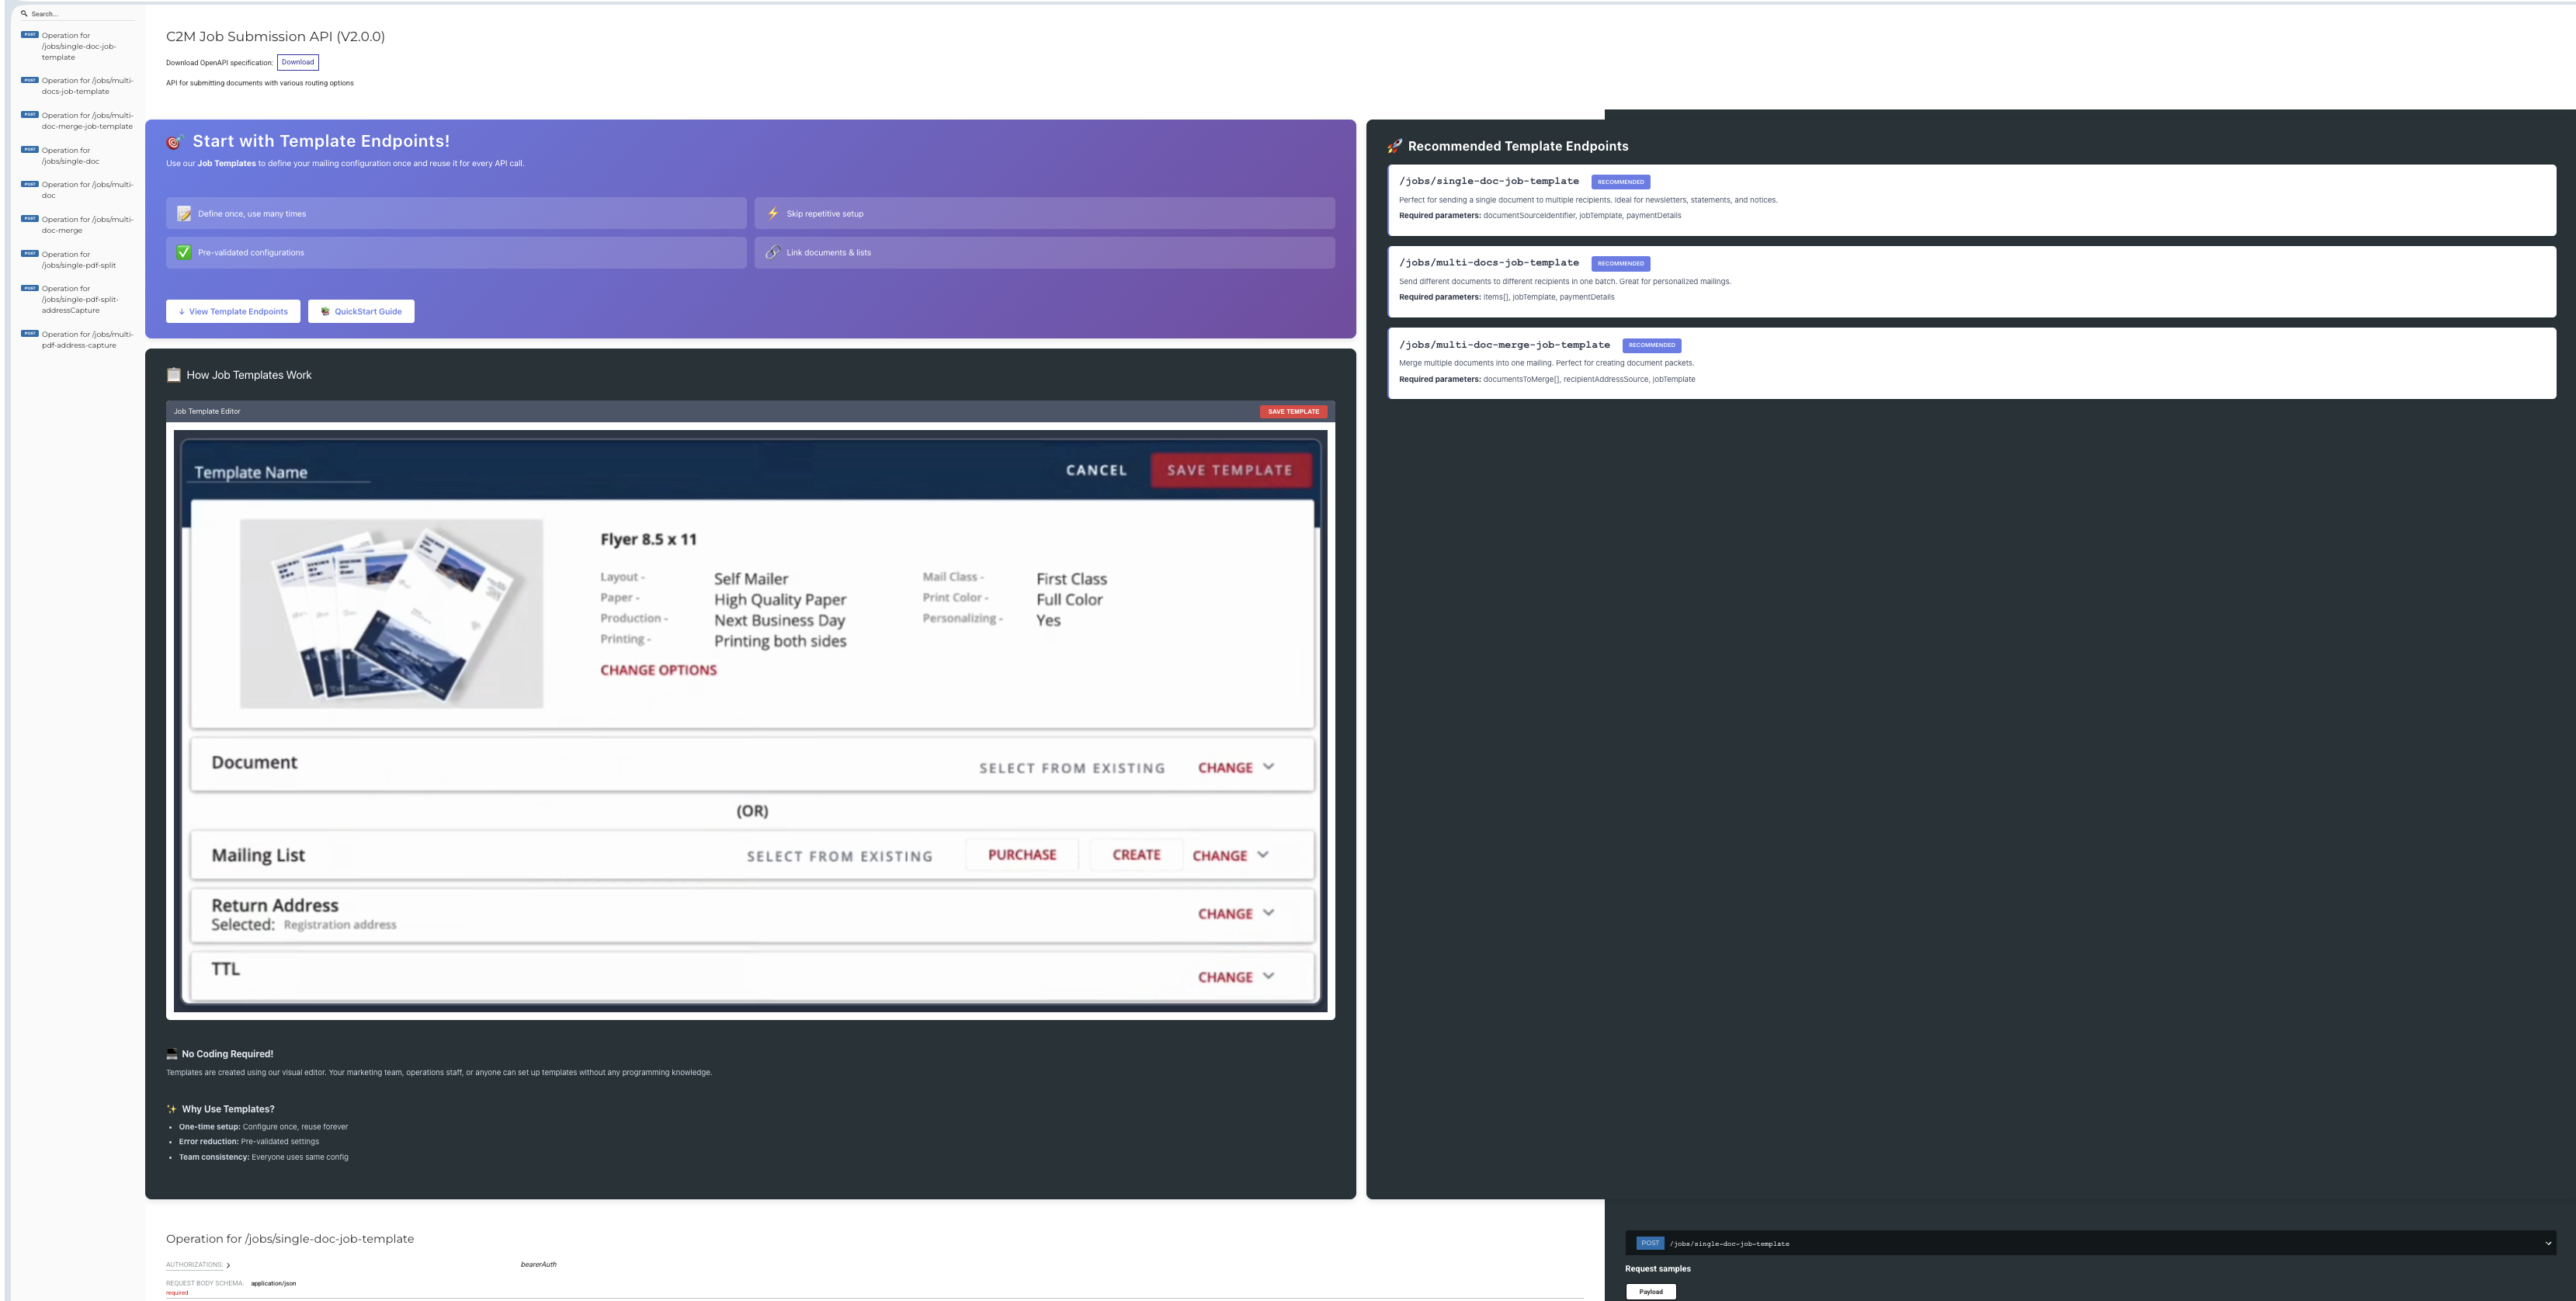 Search...
POST Operation for
/jobs/single-doc-job-
template
POST Operation for /jobs/multi-
docs-job-template
POST Operation for /jobs/multi-
doc-merge-job-template
POST Operation for
/jobs/single-doc
POST Operation for /jobs/multi-
doc
POST Operation for /jobs/multi-
doc-merge
POST Operation for
/jobs/single-pdf-split
POST Operation for
/jobs/single-pdf-split-
addressCapture
POST Operation for /jobs/multi-
pdf-address-capture
C2M Job Submission API (V2.0.0)
Download OpenAPI specification: Download
API for submitting documents with various routing options
🎯 Start with Template Endpoints!
Use our Job Templates to define your mailing configuration once and reuse it for every API call.
📝 Define once, use many times
⚡ Skip repetitive setup
✅ Pre-validated configurations
🔗 Link documents & lists
↓ View Template Endpoints
📚 QuickStart Guide
📋 How Job Templates Work
Job Template Editor
SAVE TEMPLATE
Template Name
CANCEL
SAVE TEMPLATE
Flyer 8.5 x 11
Layout - Self Mailer
Mail Class - First Class
Paper - High Quality Paper
Print Color - Full Color
Production - Next Business Day
Personalizing - Yes
Printing - Printing both sides
CHANGE OPTIONS
Document
SELECT FROM EXISTING
CHANGE
(OR)
Mailing List
SELECT FROM EXISTING
PURCHASE
CREATE
CHANGE
Return Address
Selected: Registration address
CHANGE
TTL
CHANGE
💻 No Coding Required!
Templates are created using our visual editor. Your marketing team, operations staff, or anyone can set up templates without any programming knowledge.
✨ Why Use Templates?
• One-time setup: Configure once, reuse forever
• Error reduction: Pre-validated settings
• Team consistency: Everyone uses same config
🚀 Recommended Template Endpoints
/jobs/single-doc-job-template RECOMMENDED
Perfect for sending a single document to multiple recipients. Ideal for newsletters, statements, and notices.
Required parameters: documentSourceIdentifier, jobTemplate, paymentDetails
/jobs/multi-docs-job-template RECOMMENDED
Send different documents to different recipients in one batch. Great for personalized mailings.
Required parameters: items[], jobTemplate, paymentDetails
/jobs/multi-doc-merge-job-template RECOMMENDED
Merge multiple documents into one mailing. Perfect for creating document packets.
Required parameters: documentsToMerge[], recipientAddressSource, jobTemplate
Operation for /jobs/single-doc-job-template
AUTHORIZATIONS: > bearerAuth
REQUEST BODY SCHEMA: application/json
required
POST /jobs/single-doc-job-template
Request samples
Payload